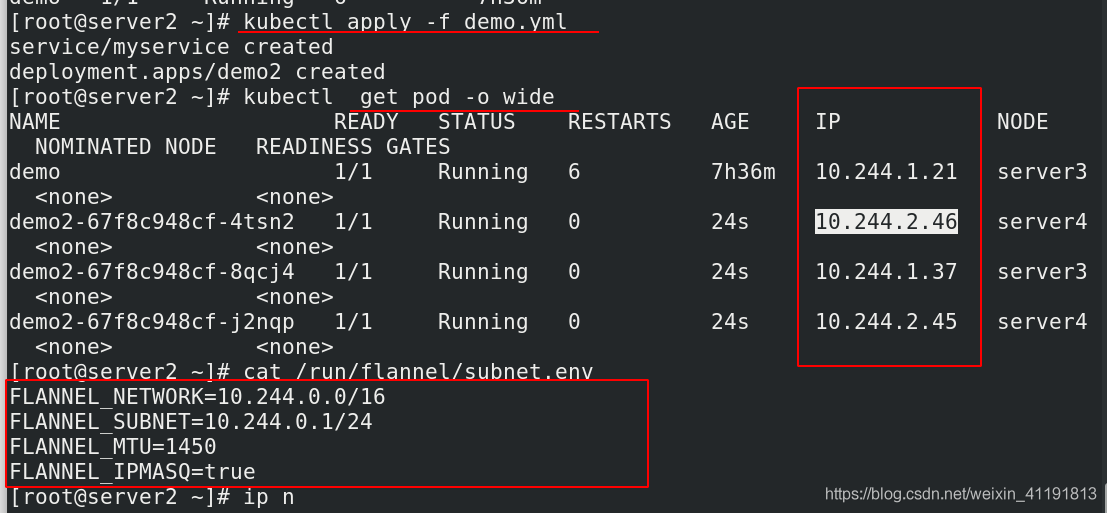 [root@server2 ~]# kubectl apply -f demo.yml
service/myservice created
deployment.apps/demo2 created
[root@server2 ~]# kubectl  get pod -o wide
NAME                     READY   STATUS    RESTARTS   AGE     IP            NODE
  NOMINATED NODE   READINESS GATES
demo                     1/1     Running   6          7h36m   10.244.1.21   server3
  <none>           <none>
demo2-67f8c948cf-4tsn2   1/1     Running   0          24s     10.244.2.46   server4
  <none>           <none>
demo2-67f8c948cf-8qcj4   1/1     Running   0          24s     10.244.1.37   server3
  <none>           <none>
demo2-67f8c948cf-j2nqp   1/1     Running   0          24s     10.244.2.45   server4
  <none>           <none>
[root@server2 ~]# cat /run/flannel/subnet.env
FLANNEL_NETWORK=10.244.0.0/16
FLANNEL_SUBNET=10.244.0.1/24
FLANNEL_MTU=1450
FLANNEL_IPMASQ=true
[root@server2 ~]# ip n
https://blog.csdn.net/weixin_41191813